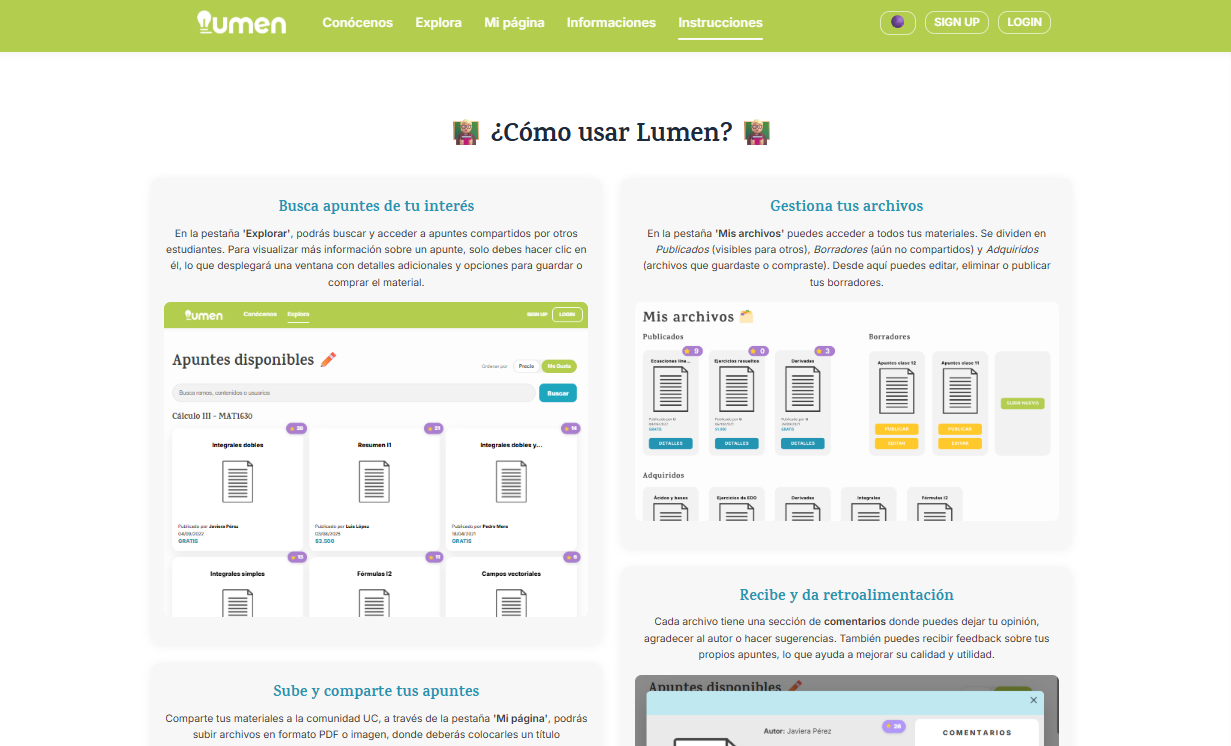 Lumen
Conócenos
Explora
Mi página
Informaciones
Instrucciones
SIGN UP
LOGIN
¿Cómo usar Lumen?
Busca apuntes de tu interés
En la pestaña 'Explorar', podrás buscar y acceder a apuntes compartidos por otros
estudiantes. Para visualizar más información sobre un apunte, solo debes hacer clic en
él, lo que desplegará una ventana con detalles adicionales y opciones para guardar o
comprar el material.
Lumen
Conócenos
Explora
SIGN UP
LOGIN
Apuntes disponibles
Ordenar por
Precio
Me Gusta
Busca ramos, contenidos o usuarios
Buscar
Cálculo III - MAT1630
Integrales dobles
Publicado por Javiera Pérez
04/08/2022
GRATIS
Resumen I1
Publicado por Luis López
03/08/2025
$3.500
Integrales dobles y...
Publicado por Pedro Mora
GRATIS
Integrales simples
Fórmulas I2
Campos vectoriales
Sube y comparte tus apuntes
Comparte tus materiales a la comunidad UC, a través de la pestaña 'Mi página', podrás
subir archivos en formato PDF o imagen, donde deberás colocarles un título
Gestiona tus archivos
En la pestaña 'Mis archivos' puedes acceder a todos tus materiales. Se dividen en
Publicados (visibles para otros), Borradores (aún no compartidos) y Adquiridos
(archivos que guardaste o compraste). Desde aquí puedes editar, eliminar o publicar
tus borradores.
Mis archivos
Publicados
9
Ecuaciones line...
GRATIS
DETALLES
0
Ejercicios resueltos
DETALLES
3
Derivadas
GRATIS
DETALLES
Borradores
Apuntes clase 12
PUBLICAR
EDITAR
Apuntes clase 11
PUBLICAR
EDITAR
SUBIR NUEVO
Adquiridos
Ácidos y bases
Ejercicios de EDO
Derivadas
Integrales
Fórmulas I2
Recibe y da retroalimentación
Cada archivo tiene una sección de comentarios donde puedes dejar tu opinión,
agradecer al autor o hacer sugerencias. También puedes recibir feedback sobre tus
propios apuntes, lo que ayuda a mejorar su calidad y utilidad.
Apuntes disponibles
Autor: Javiera Pérez
COMENTARIOS